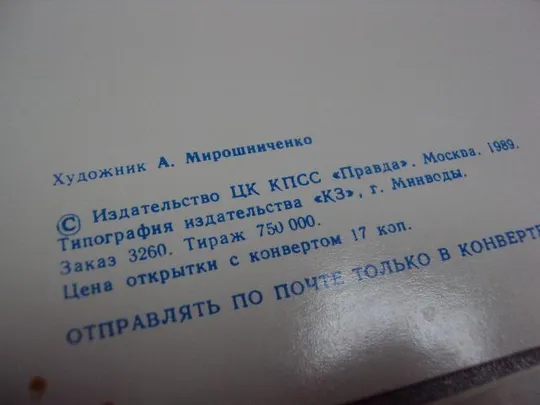 Художник А. Мирошниченко
© Издательство ЦК КПСС «Правда». Москва. 1989.
Типография издательства «КЗ», г. Минводы.
Заказ 3260. Тираж 750 000.
Цена открытки с конвертом 17 коп.
ОТПРАВЛЯТЬ ПО ПОЧТЕ ТОЛЬКО В КОНВЕРТЕ